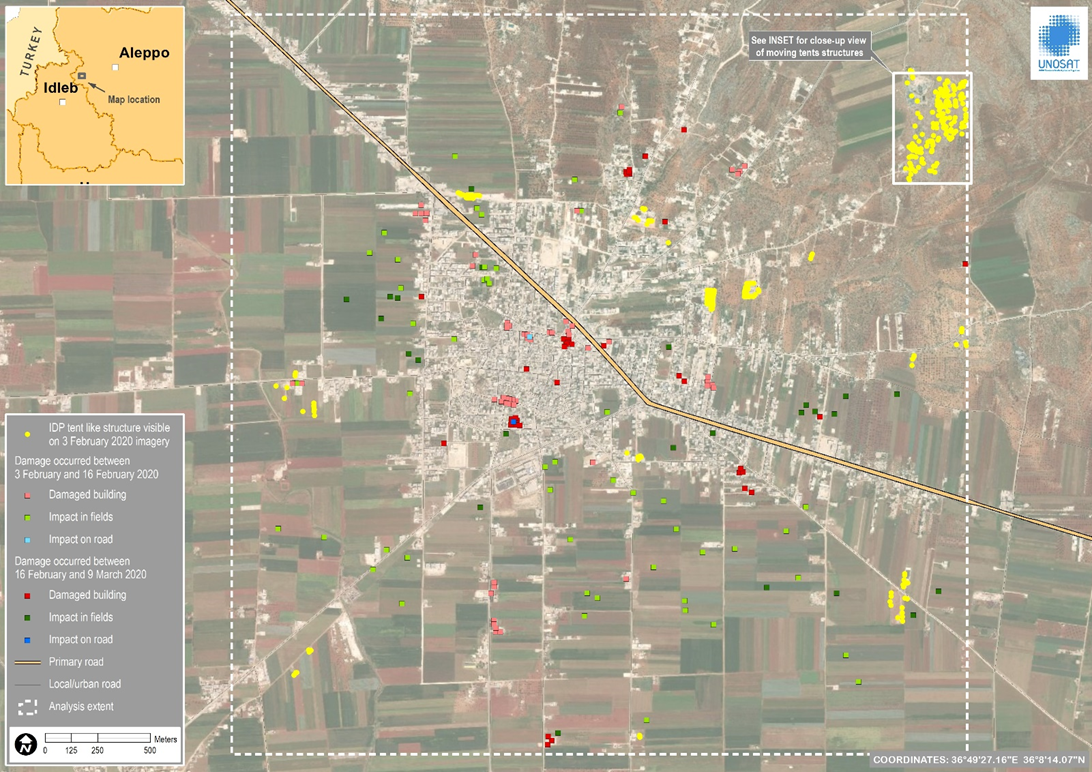 TURKEY
Aleppo
Idleb
Map location
See INSET for close-up view
of moving tents structures
UNOSAT
IDP tent like structure visible
on 3 February 2020 imagery
Damage occurred between
3 February and 16 February 2020
Damaged building
Impact in fields
Impact on road
Damage occurred between
16 February and 9 March 2020
Damaged building
Impact in fields
Impact on road
Primary road
Local/urban road
Analysis extent
N
Meters
0 125 250 500
COORDINATES: 36°49'27.16"E 36°8'14.07"N